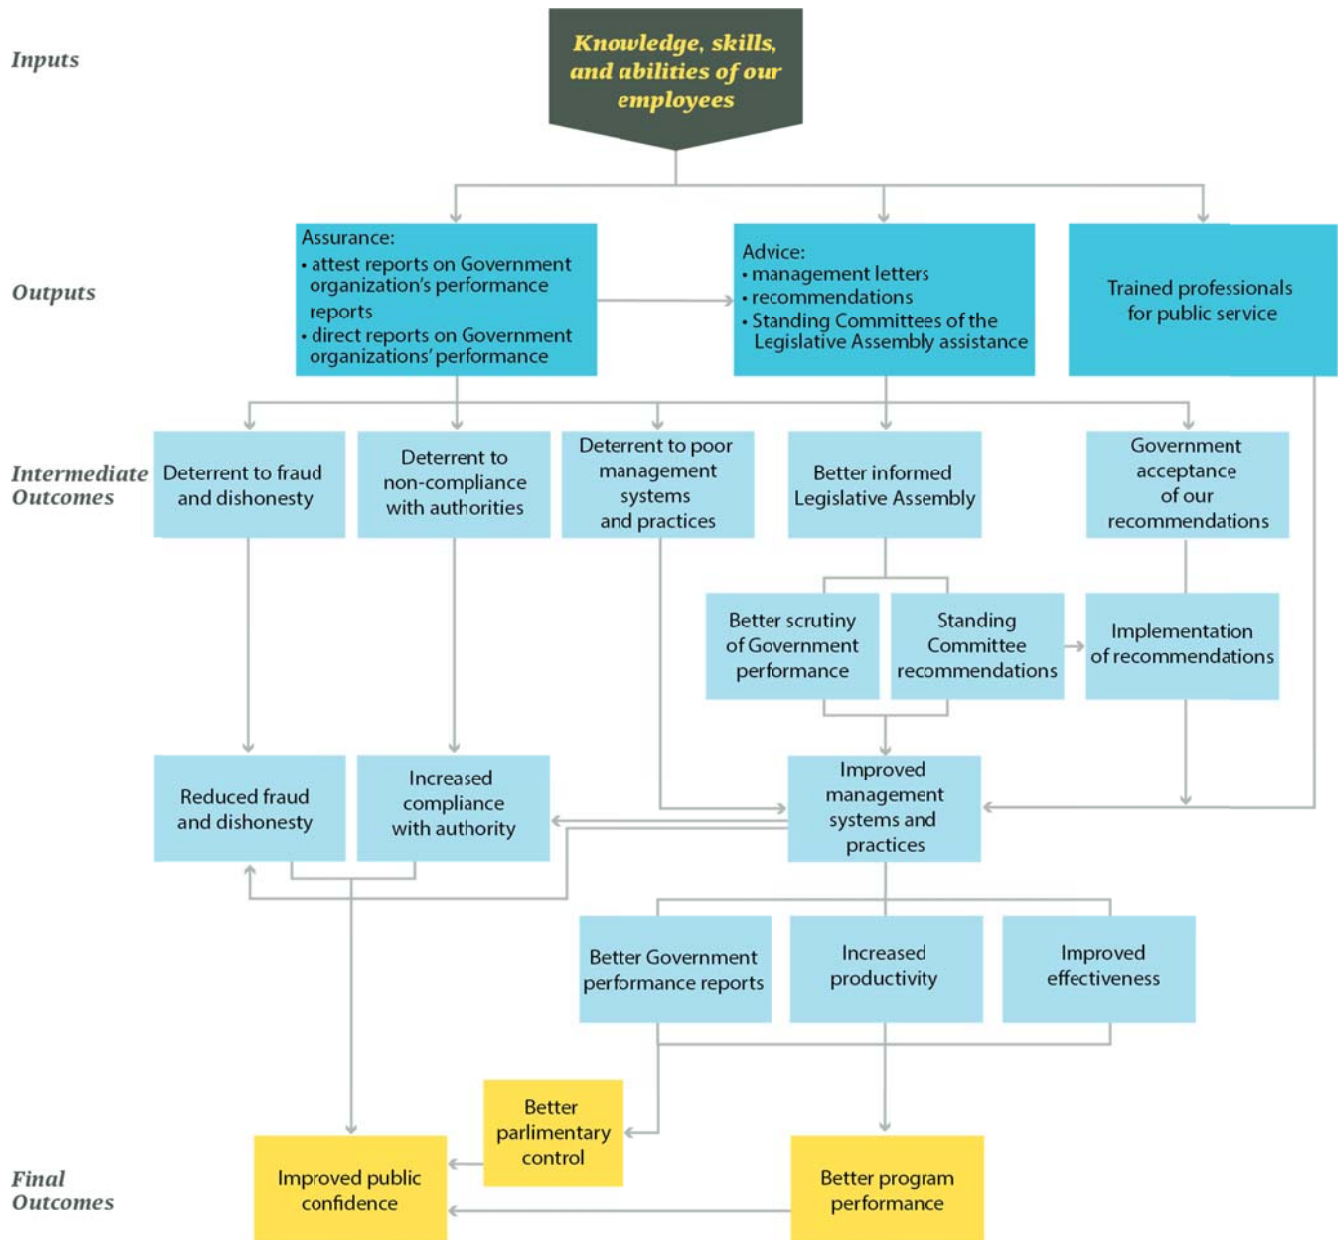 Inputs
Knowledge, skills,
and abilities of our
employees
Outputs
Assurance:
• attest reports on Government
organization's performance
reports
• direct reports on Government
organizations' performance
Advice:
• management letters
• recommendations
• Standing Committees of the
Legislative Assembly assistance
Trained professionals
for public service
Intermediate
Outcomes
Deterrent to fraud
and dishonesty
Deterrent to
non-compliance
with authorities
Deterrent to poor
management
systems
and practices
Better informed
Legislative Assembly
Government
acceptance
of our
recommendations
Better scrutiny
of Government
performance
Standing
Committee
recommendations
Implementation
of recommendations
Reduced fraud
and dishonesty
Increased
compliance
with authority
Improved
management
systems and
practices
Better Government
performance reports
Increased
productivity
Improved
effectiveness
Final
Outcomes
Better
parlimentary
control
Improved public
confidence
Better program
performance